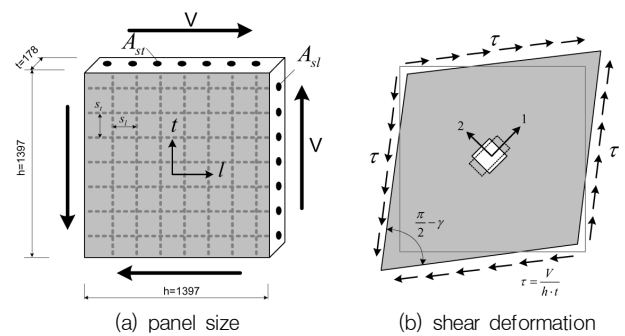 V
A_st
A_sl
t=178
h=1397
s_t
s_l
t
l
V
h=1397
(a) panel size
τ
τ
τ
2
1
π/2 − γ
τ = V/(h·t)
(b) shear deformation